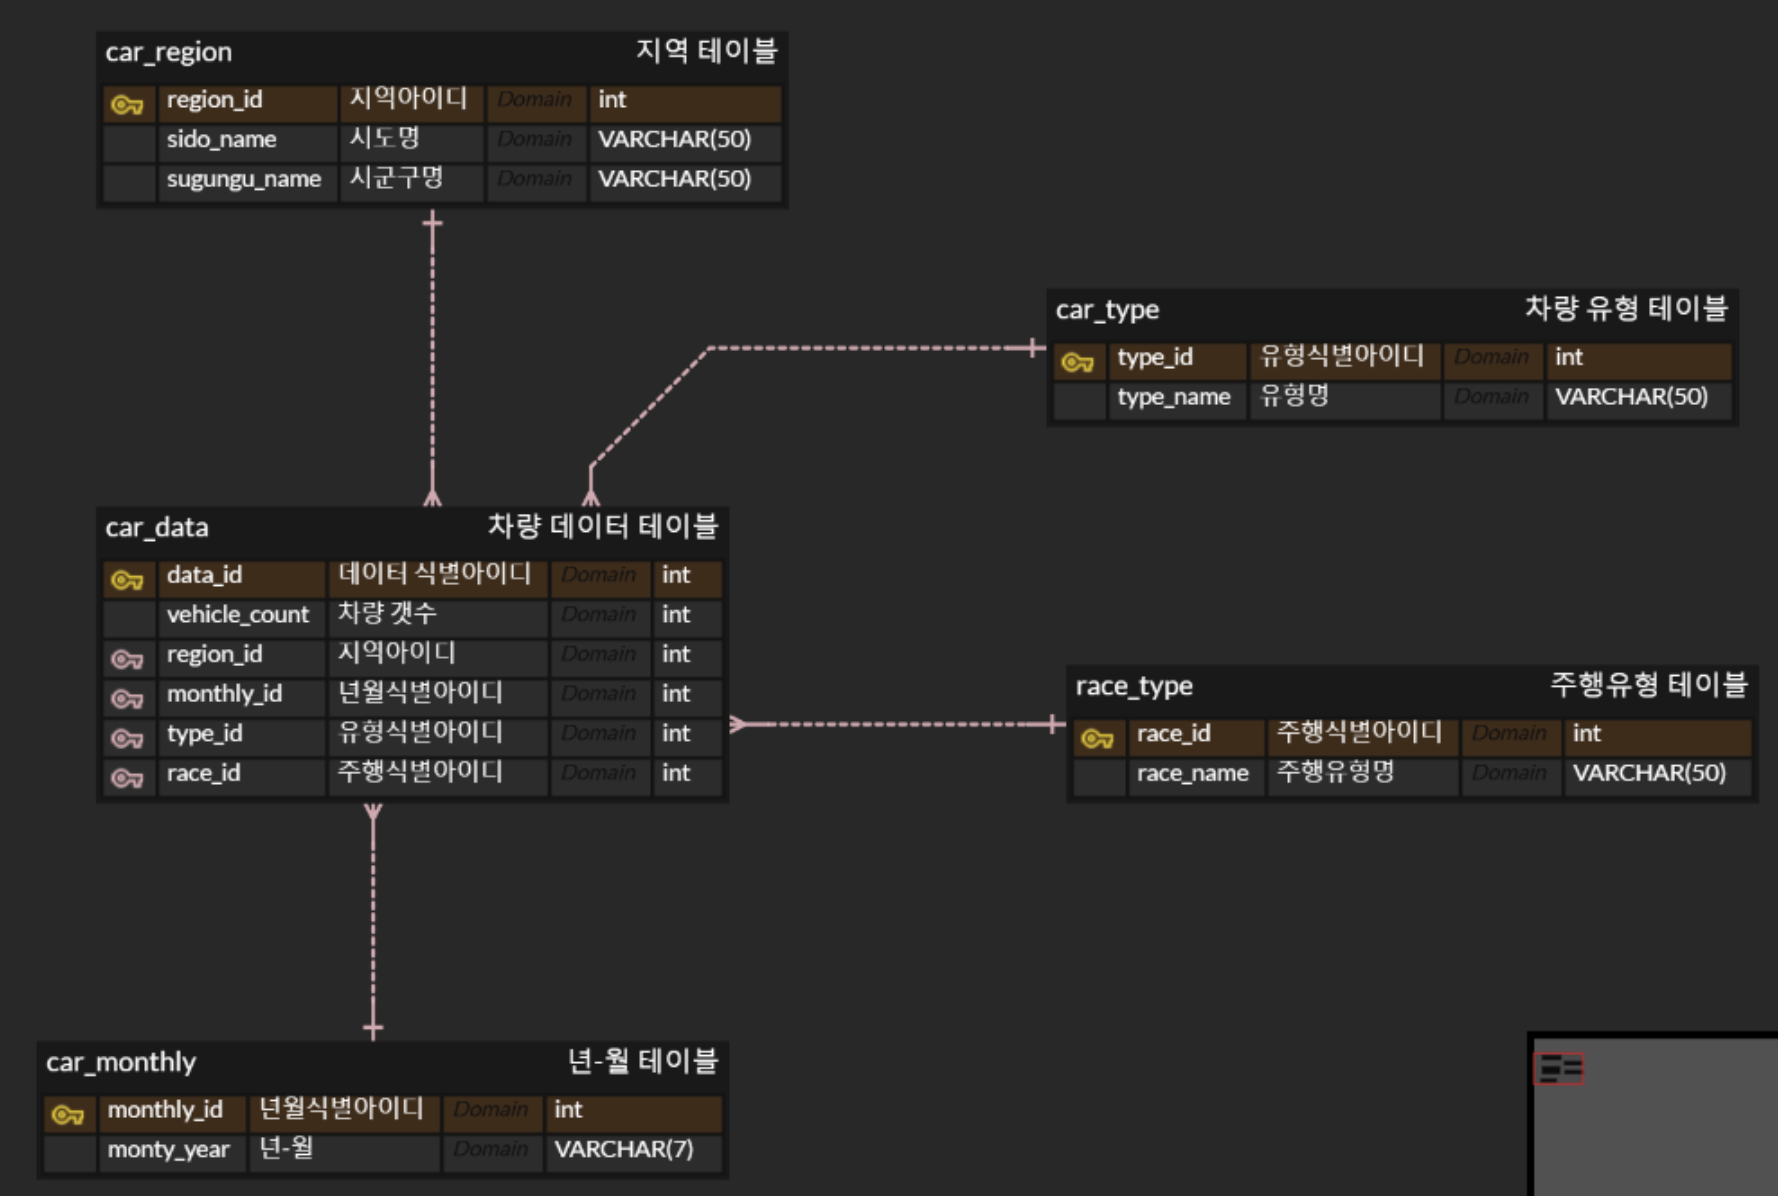 car_region 지역 테이블
region_id 지역아이디 Domain int
sido_name 시도명 Domain VARCHAR(50)
sugungu_name 시군구명 Domain VARCHAR(50)
car_type 차량 유형 테이블
type_id 유형식별아이디 Domain int
type_name 유형명 Domain VARCHAR(50)
car_data 차량 데이터 테이블
data_id 데이터 식별아이디 Domain int
vehicle_count 차량 갯수 Domain int
region_id 지역아이디 Domain int
monthly_id 년월식별아이디 Domain int
type_id 유형식별아이디 Domain int
race_id 주행식별아이디 Domain int
race_type 주행유형 테이블
race_id 주행식별아이디 Domain int
race_name 주행유형명 Domain VARCHAR(50)
car_monthly 년-월 테이블
monthly_id 년월식별아이디 Domain int
monty_year 년-월 Domain VARCHAR(7)